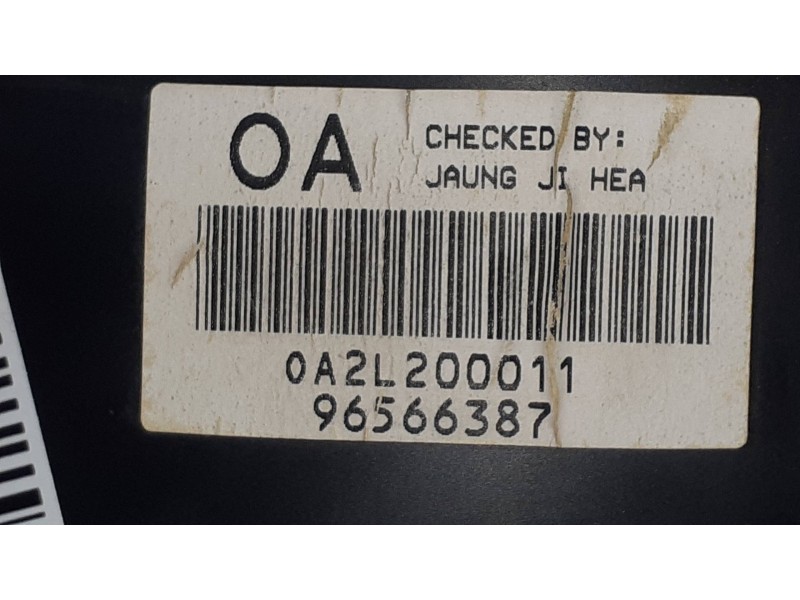 OA
CHECKED BY:
JAUNG JI HEA
0A2L200011
96566387